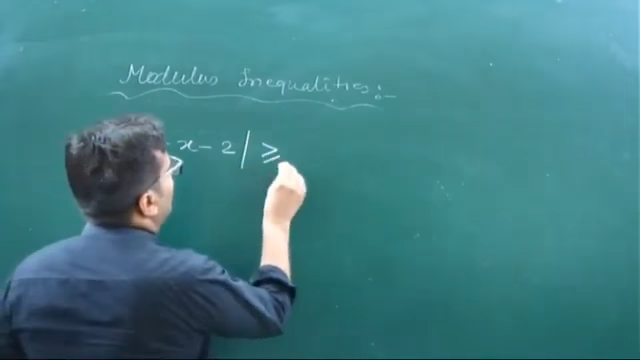 Modulus Inequalities :-
- x - 2 | ≥